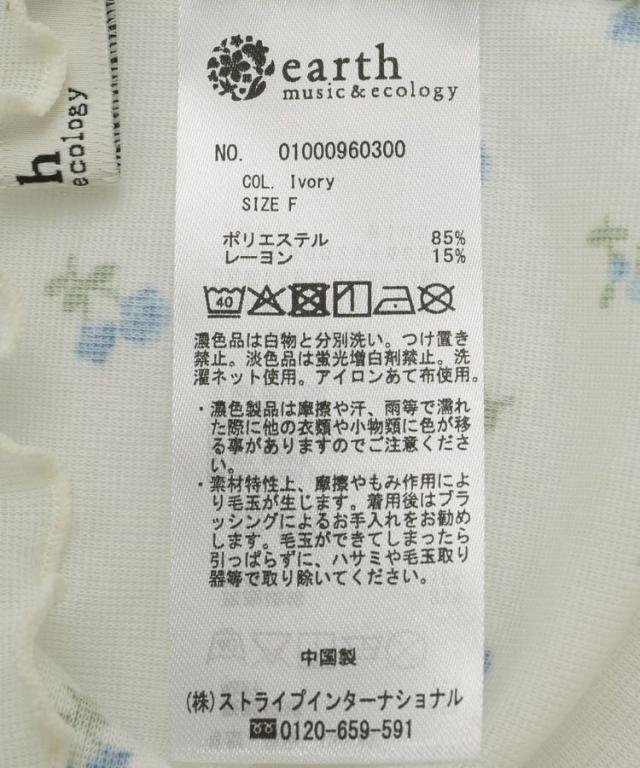 h
ecology
earth
music&ecology
NO. 01000960300
COL. Ivory
SIZE F
ポリエステル 85%
レーヨン 15%
40
濃色品は白物と分別洗い。つけ置き
禁止。淡色品は蛍光増白剤禁止。洗
濯ネット使用。アイロンあて布使用。
・濃色製品は摩擦や汗、雨等で濡れ
た際に他の衣類や小物類に色が移
る事がありますのでご注意くださ
い。
・素材特性上、摩擦やもみ作用によ
り毛玉が生じます。着用後はブラ
ッシングによるお手入れをお勧め
します。毛玉ができてしまったら
引っぱらずに、ハサミや毛玉取り
器等で取り除いてください。
中国製
(株)ストライプインターナショナル
0120-659-591